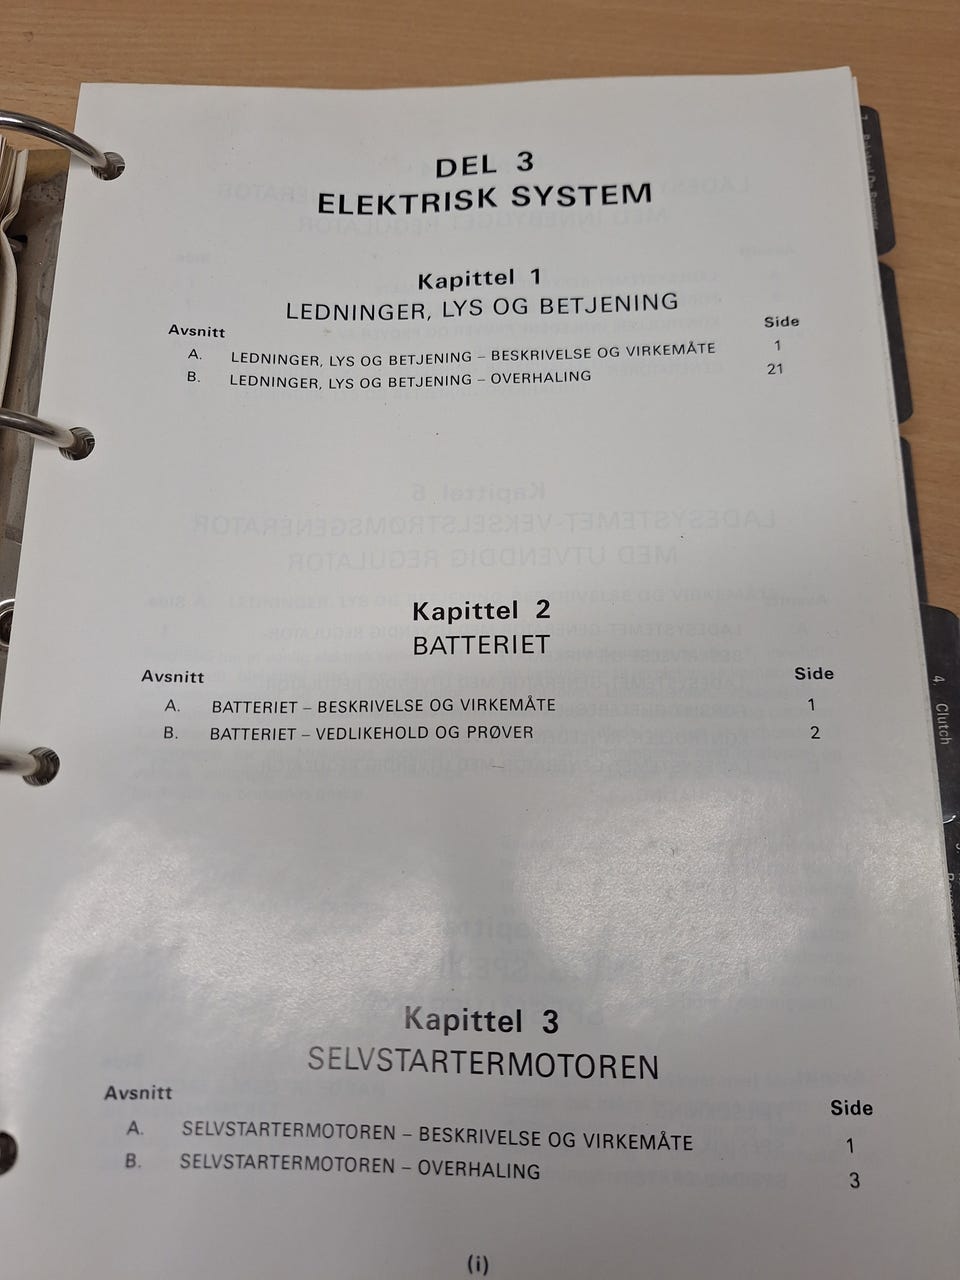 DEL 3
ELEKTRISK SYSTEM
Kapittel 1
LEDNINGER, LYS OG BETJENING
Avsnitt Side
A. LEDNINGER, LYS OG BETJENING – BESKRIVELSE OG VIRKEMÅTE 1
B. LEDNINGER, LYS OG BETJENING – OVERHALING 21
Kapittel 2
BATTERIET
Avsnitt Side
A. BATTERIET – BESKRIVELSE OG VIRKEMÅTE 1
B. BATTERIET – VEDLIKEHOLD OG PRØVER 2
Kapittel 3
SELVSTARTERMOTOREN
Avsnitt Side
A. SELVSTARTERMOTOREN – BESKRIVELSE OG VIRKEMÅTE 1
B. SELVSTARTERMOTOREN – OVERHALING 3
(i)
4. Clutch